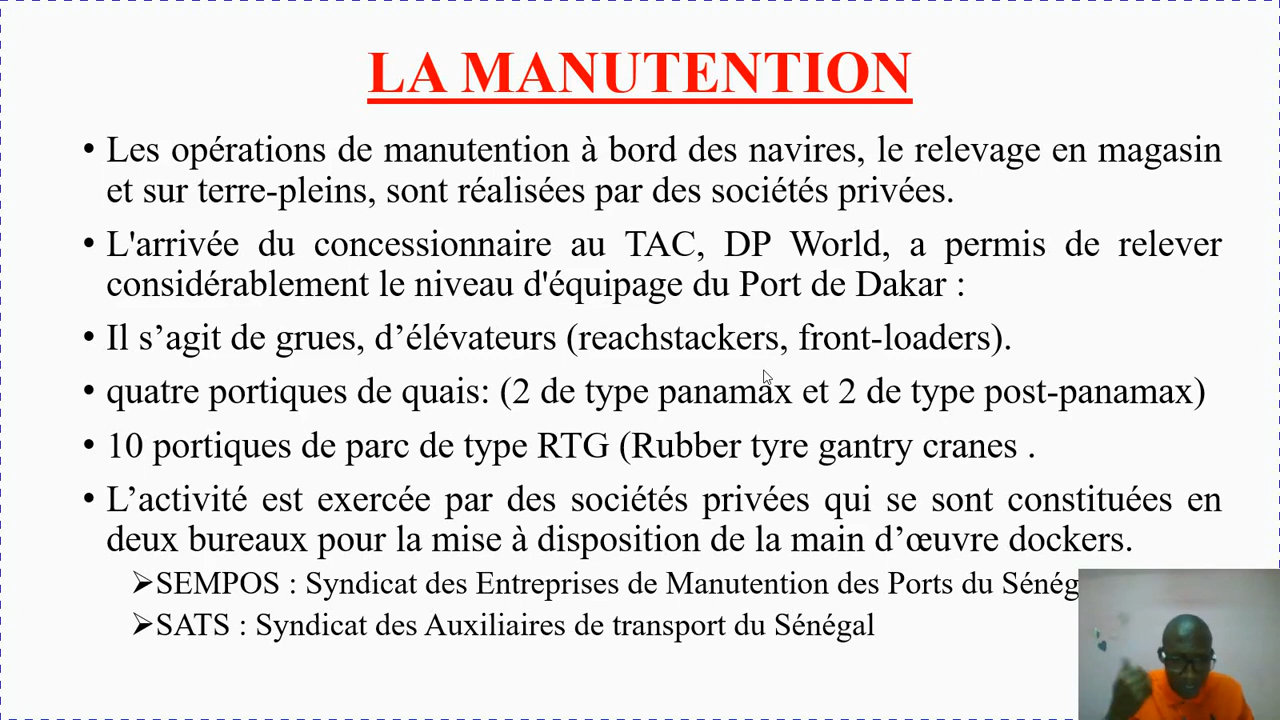 LA MANUTENTION
• Les opérations de manutention à bord des navires, le relevage en magasin
et sur terre-pleins, sont réalisées par des sociétés privées.
• L'arrivée du concessionnaire au TAC, DP World, a permis de relever
considérablement le niveau d'équipage du Port de Dakar :
• Il s’agit de grues, d’élévateurs (reachstackers, front-loaders).
• quatre portiques de quais: (2 de type panamax et 2 de type post-panamax)
• 10 portiques de parc de type RTG (Rubber tyre gantry cranes .
• L’activité est exercée par des sociétés privées qui se sont constituées en
deux bureaux pour la mise à disposition de la main d’œuvre dockers.
➢SEMPOS : Syndicat des Entreprises de Manutention des Ports du Sénég
➢SATS : Syndicat des Auxiliaires de transport du Sénégal